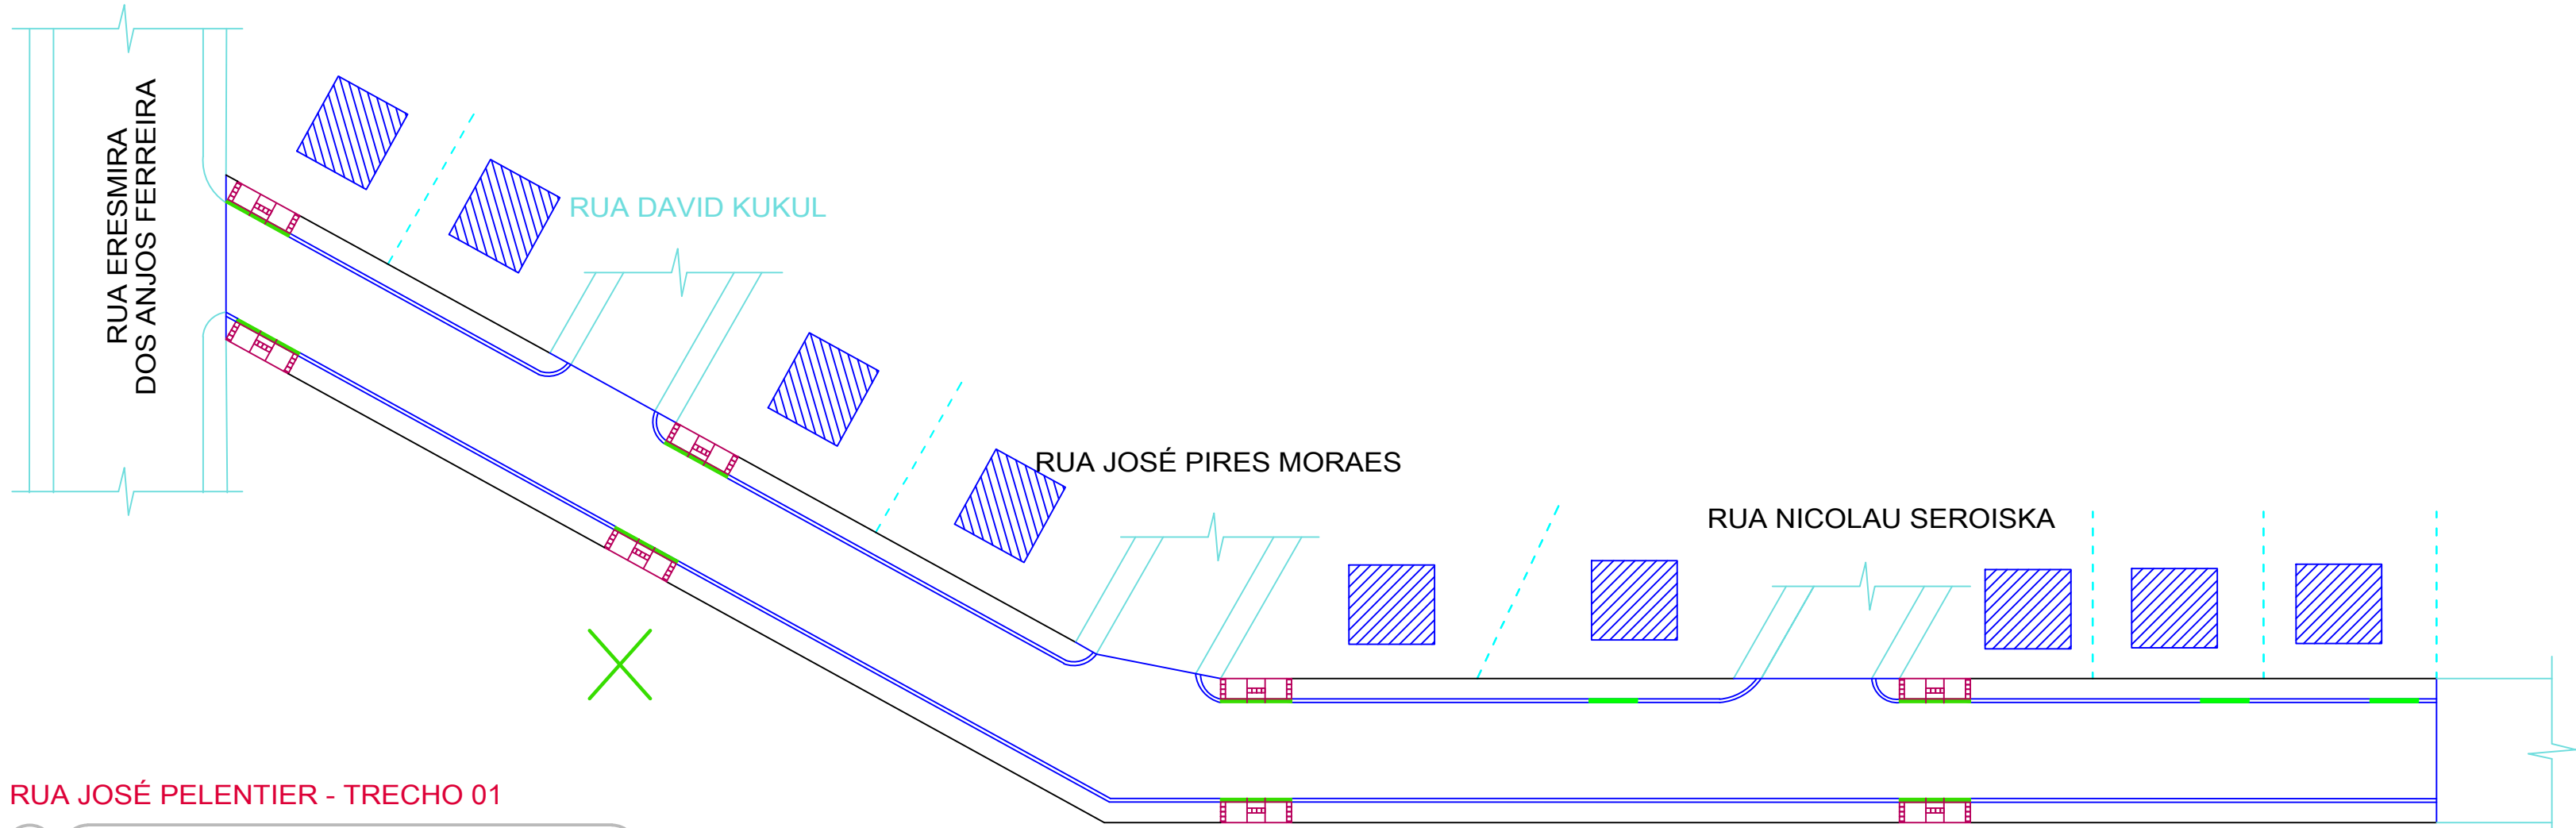 RUA ERESMIRA
DOS ANJOS FERREIRA
RUA DAVID KUKUL
RUA JOSÉ PIRES MORAES
RUA NICOLAU SEROISKA
RUA JOSÉ PELENTIER - TRECHO 01